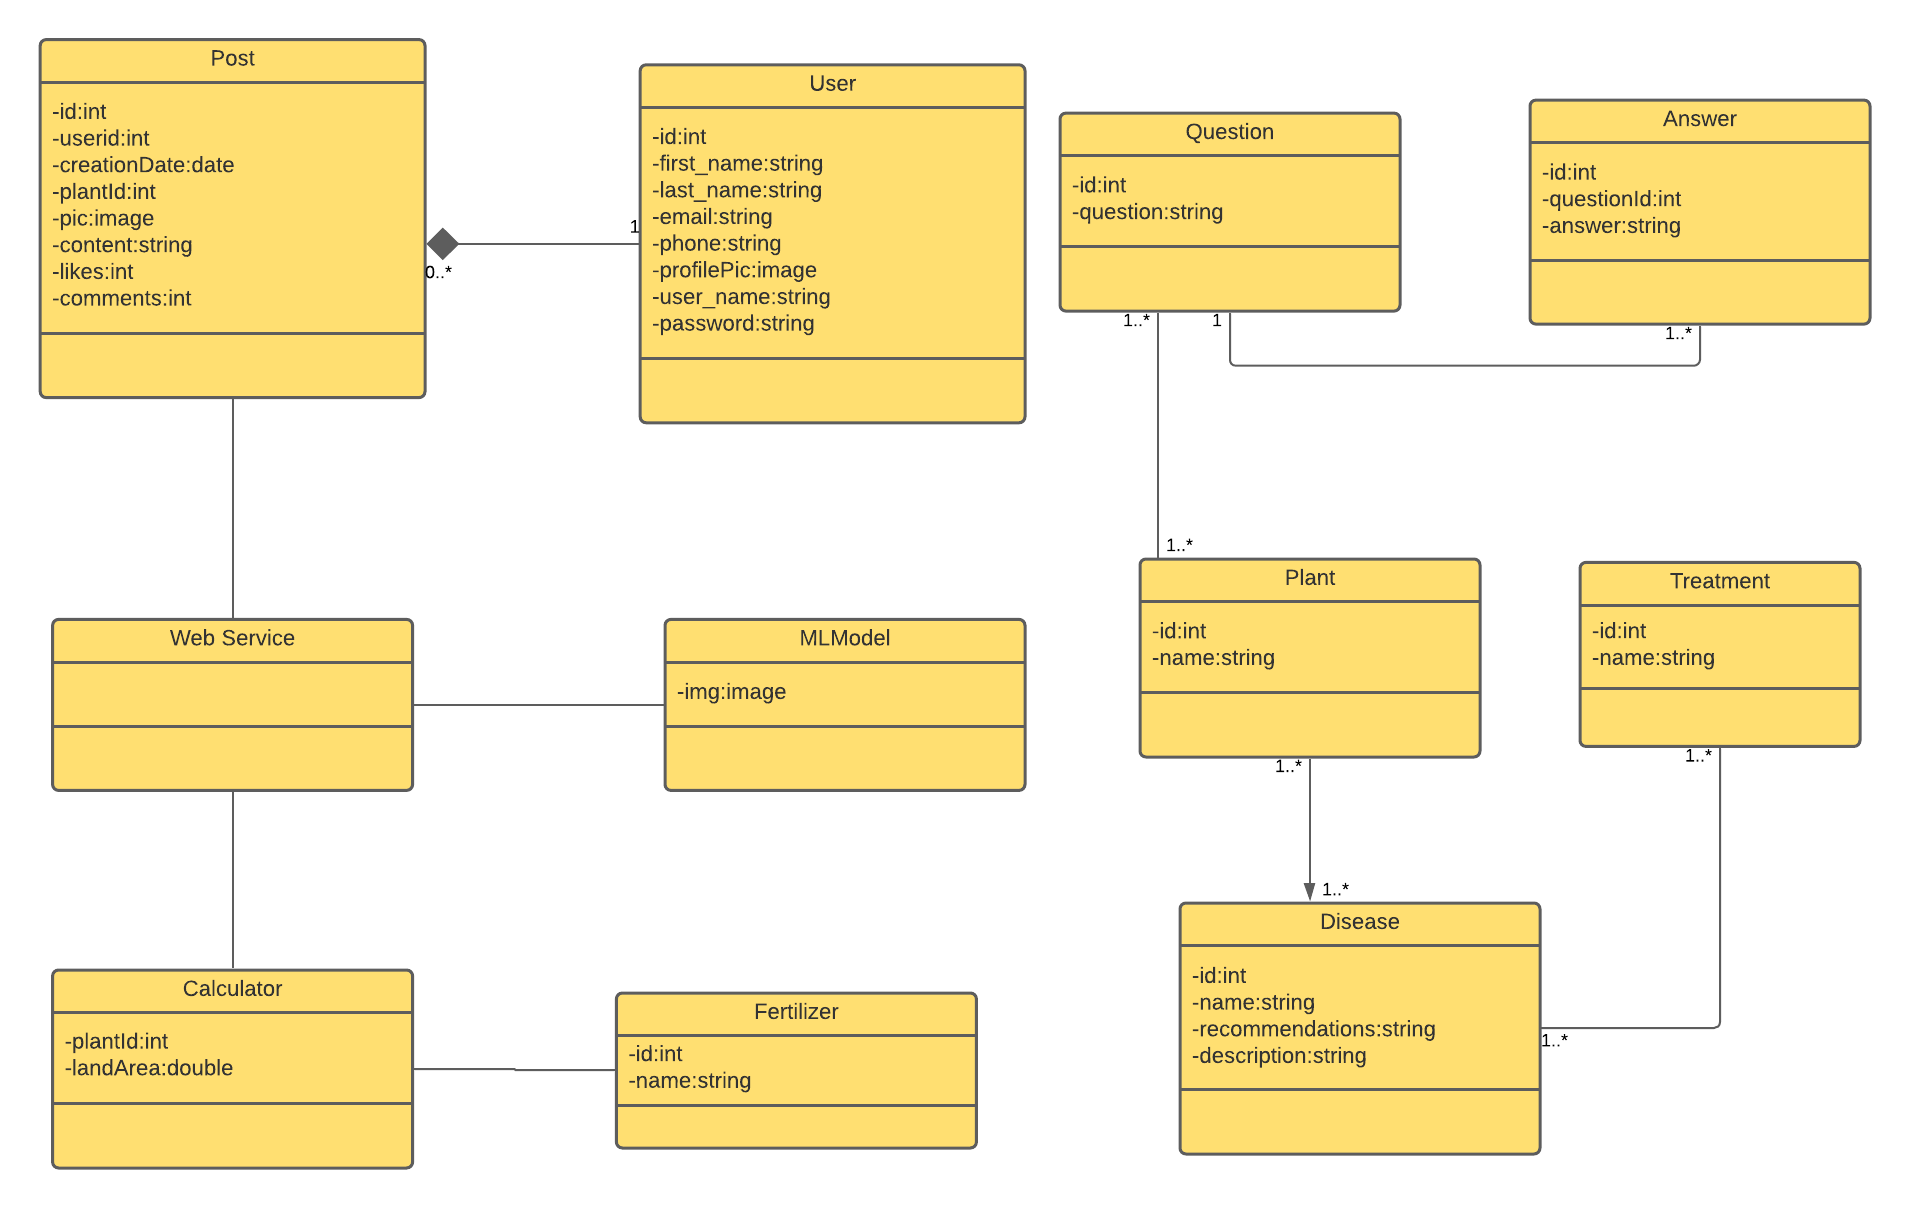 Post
-id:int
-userid:int
-creationDate:date
-plantId:int
-pic:image
-content:string
-likes:int
-comments:int
0..*
1
User
-id:int
-first_name:string
-last_name:string
-email:string
-phone:string
-profilePic:image
-user_name:string
-password:string
Question
-id:int
-question:string
1..*
1
Answer
-id:int
-questionId:int
-answer:string
1..*
Web Service
MLModel
-img:image
1..*
Plant
-id:int
-name:string
1..*
Treatment
-id:int
-name:string
1..*
Calculator
-plantId:int
-landArea:double
Fertilizer
-id:int
-name:string
1..*
Disease
-id:int
-name:string
-recommendations:string
-description:string
1..*